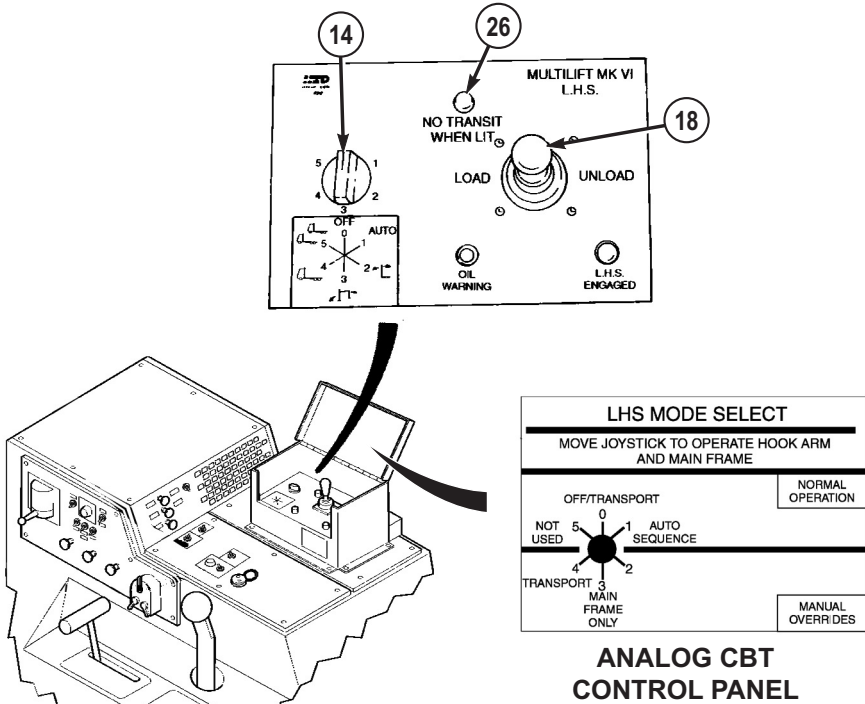 14
26
18
MULTILIFT MK VI
L.H.S.
NO TRANSIT
WHEN LIT
LOAD
UNLOAD
5
1
4
2
3
OFF
0
AUTO
5
1
4
2
3
OIL
WARNING
L.H.S.
ENGAGED
LHS MODE SELECT
MOVE JOYSTICK TO OPERATE HOOK ARM
AND MAIN FRAME
NORMAL
OPERATION
OFF/TRANSPORT
0
NOT
USED
5
1
AUTO
SEQUENCE
4
2
TRANSPORT
3
MAIN
FRAME
ONLY
MANUAL
OVERRIDES
ANALOG CBT
CONTROL PANEL